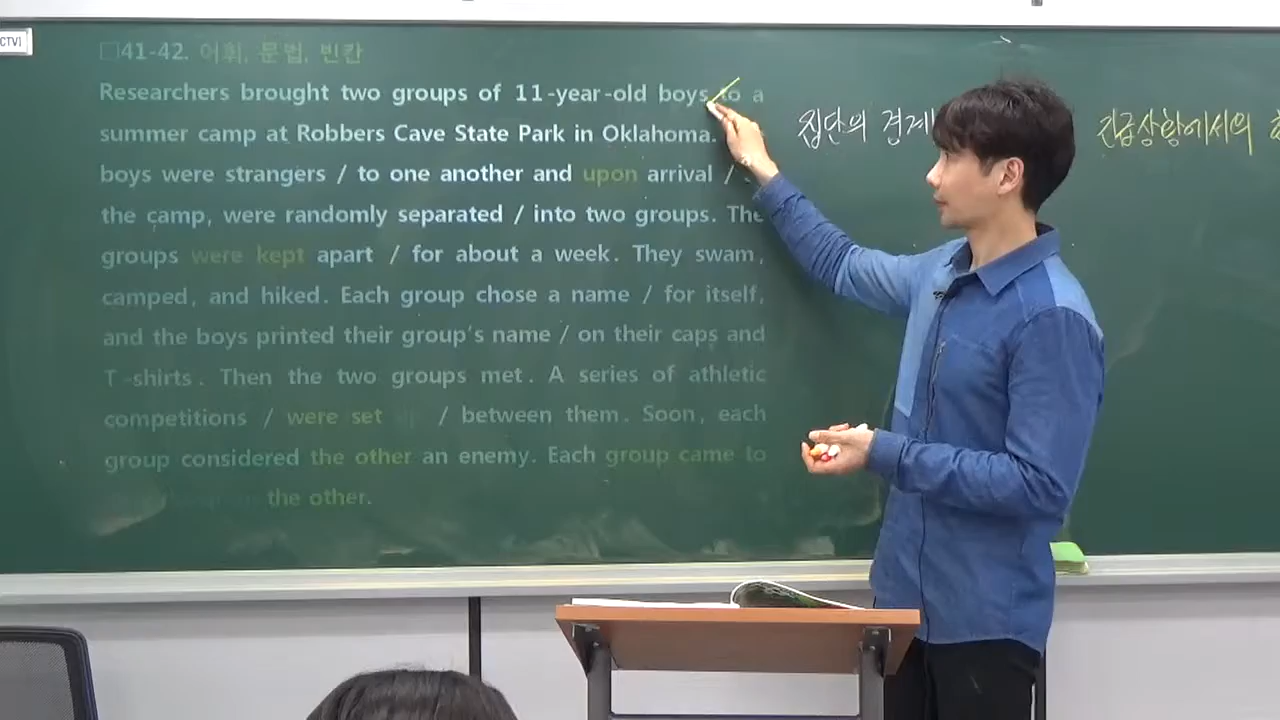 CTVI
□41-42. 어휘, 문법, 빈칸
Researchers brought two groups of 11-year-old boys to a
summer camp at Robbers Cave State Park in Oklahoma.
boys were strangers / to one another and upon arrival /
the camp, were randomly separated / into two groups. The
groups were kept apart / for about a week. They swam,
camped, and hiked. Each group chose a name / for itself,
and the boys printed their group's name / on their caps and
T-shirts. Then the two groups met. A series of athletic
competitions / were set up / between them. Soon, each
group considered the other an enemy. Each group came to
the other.
집단의 경계
긴급상황에서의